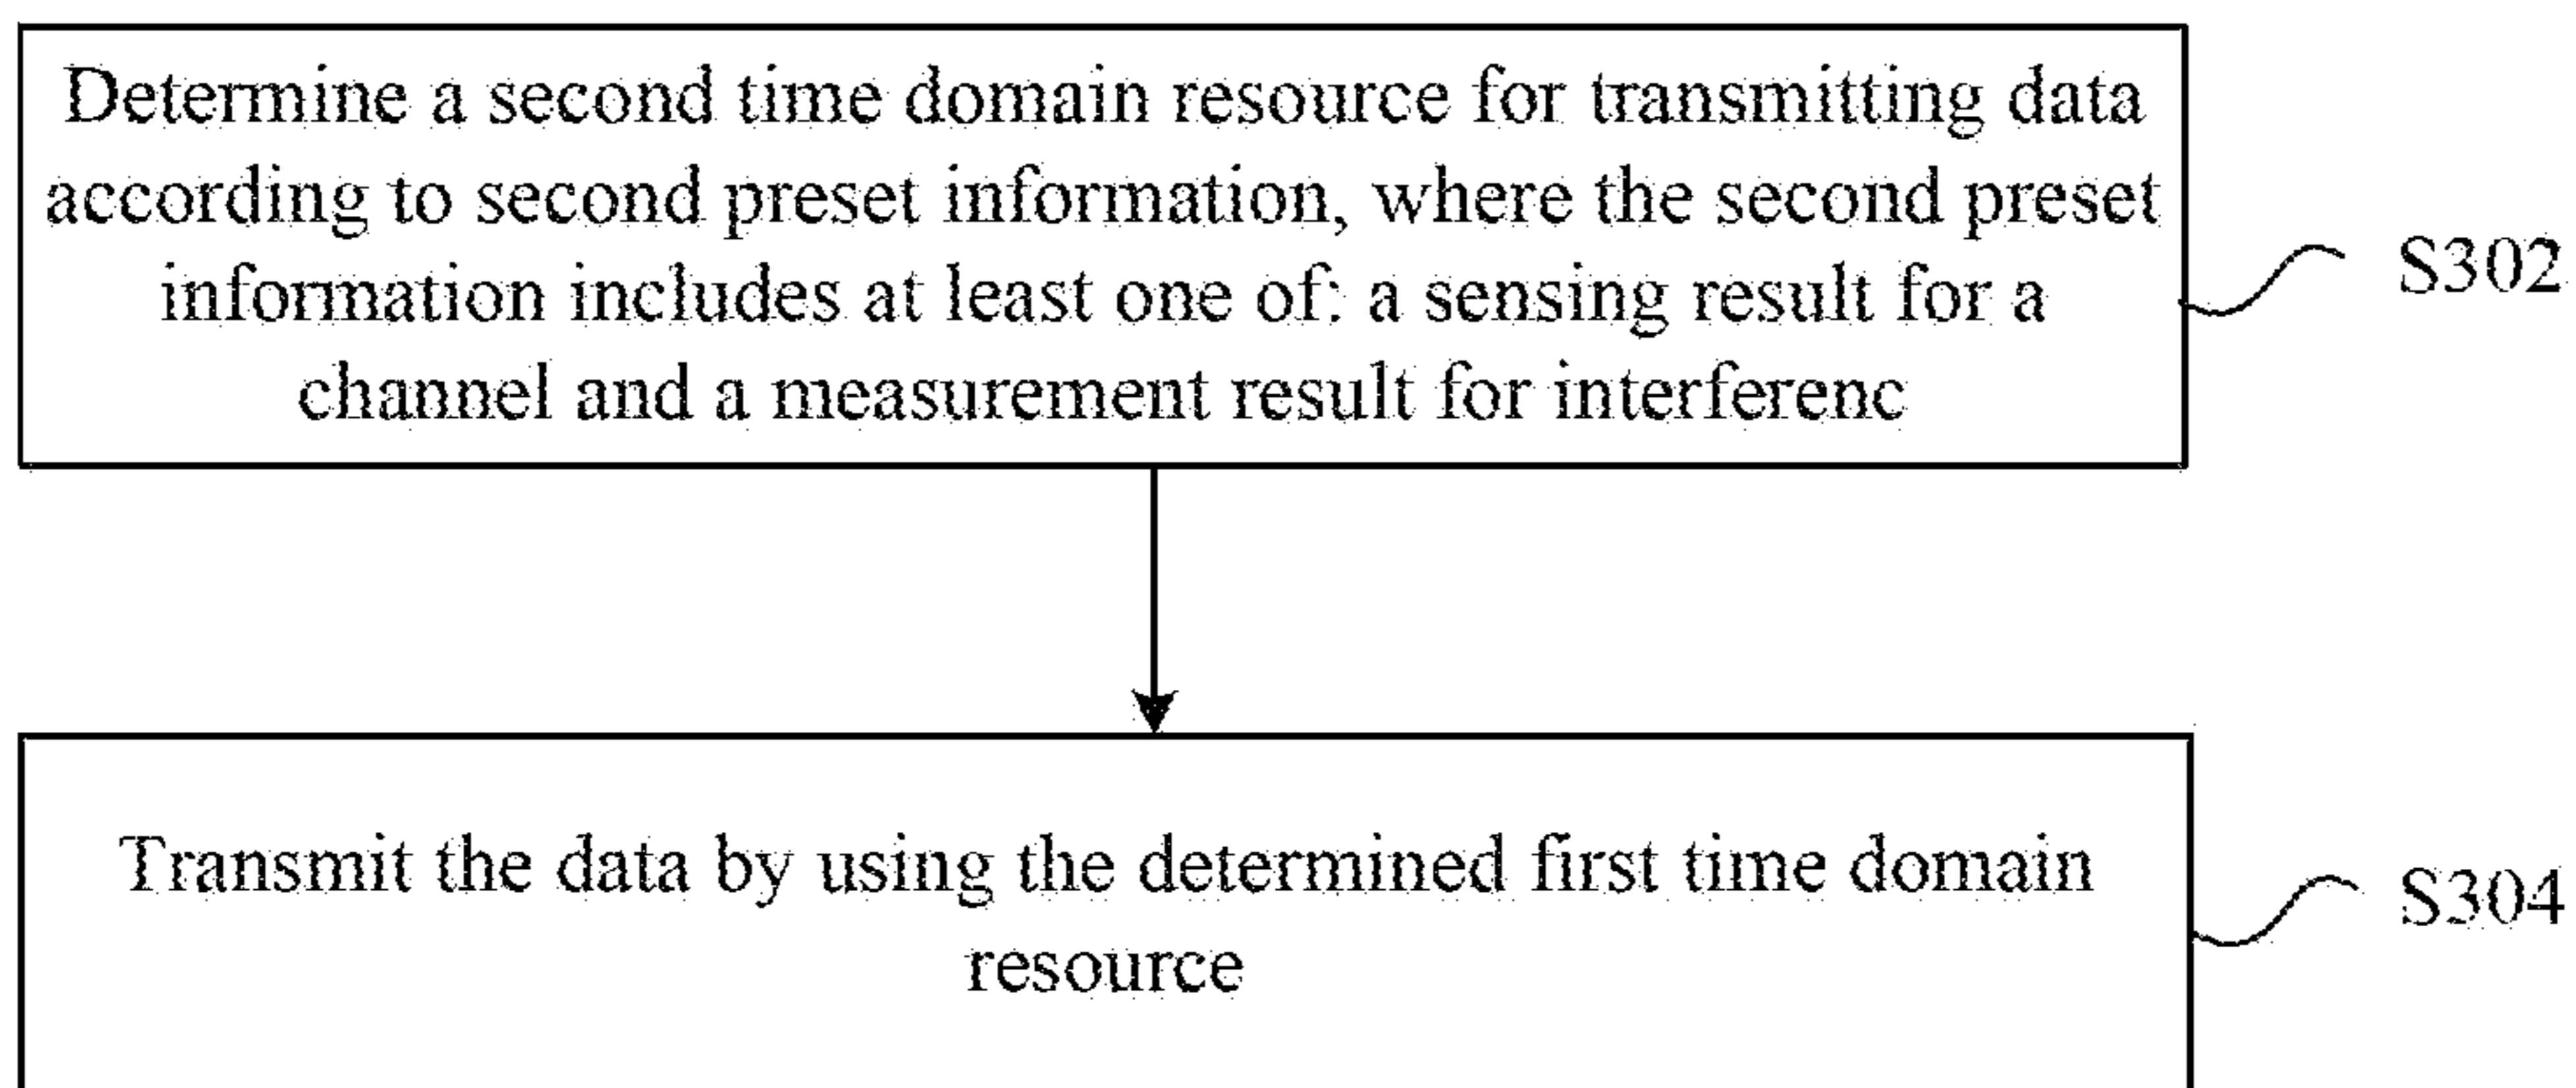 Determine a second time domain resource for transmitting data
according to second preset information, where the second preset
information includes at least one of: a sensing result for a
channel and a measurement result for interferenc
S302
Transmit the data by using the determined first time domain
resource
S304